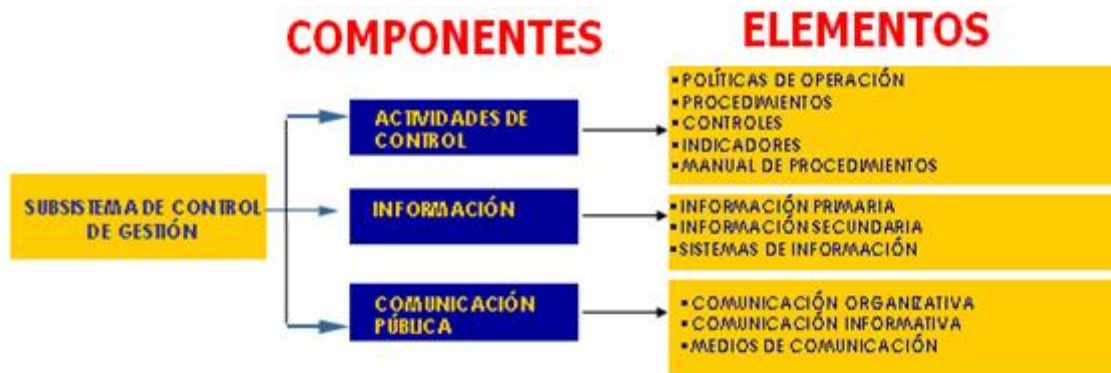 COMPONENTES
ELEMENTOS
SUBSISTEMA DE CONTROL
DE GESTIÓN
ACTIVIDADES DE
CONTROL
▪POLÍTICAS DE OPERACIÓN
▪PROCEDIMIENTOS
▪CONTROLES
▪INDICADORES
▪MANUAL DE PROCEDIMIENTOS
INFORMACIÓN
▪INFORMACIÓN PRIMARIA
▪INFORMACIÓN SECUNDARIA
▪SISTEMAS DE INFORMACIÓN
COMUNICACIÓN
PÚBLICA
▪COMUNICACIÓN ORGANIZATIVA
▪COMUNICACIÓN INFORMATIVA
▪MEDIOS DE COMUNICACIÓN